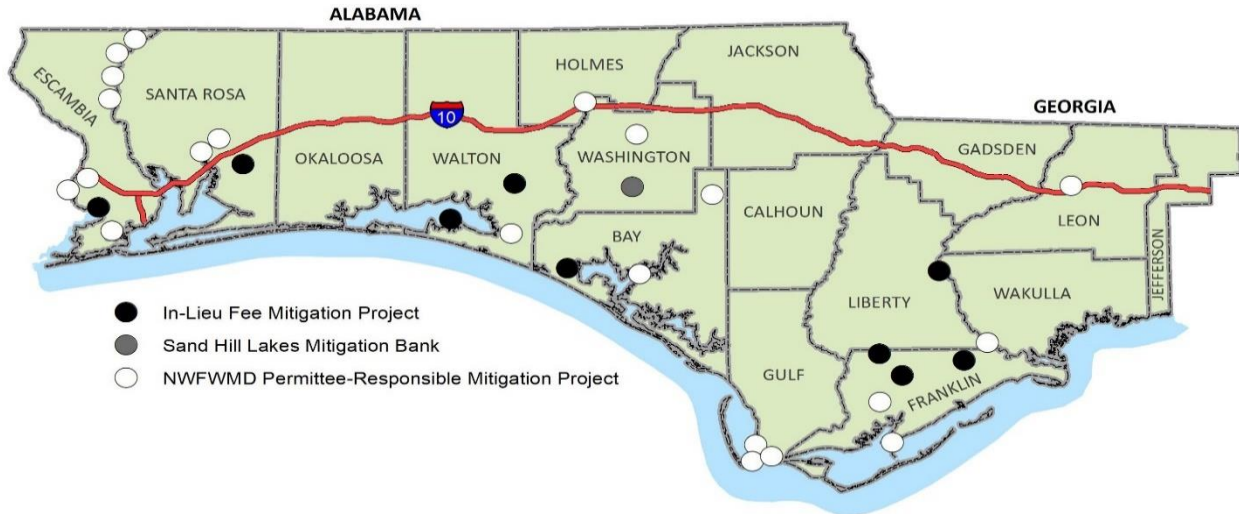 ALABAMA
ESCAMBIA
SANTA ROSA
OKALOOSA
WALTON
HOLMES
JACKSON
10
WASHINGTON
BAY
CALHOUN
GULF
GEORGIA
GADSDEN
LEON
JEFFERSON
LIBERTY
WAKULLA
FRANKLIN
In-Lieu Fee Mitigation Project
Sand Hill Lakes Mitigation Bank
NWFWMD Permittee-Responsible Mitigation Project